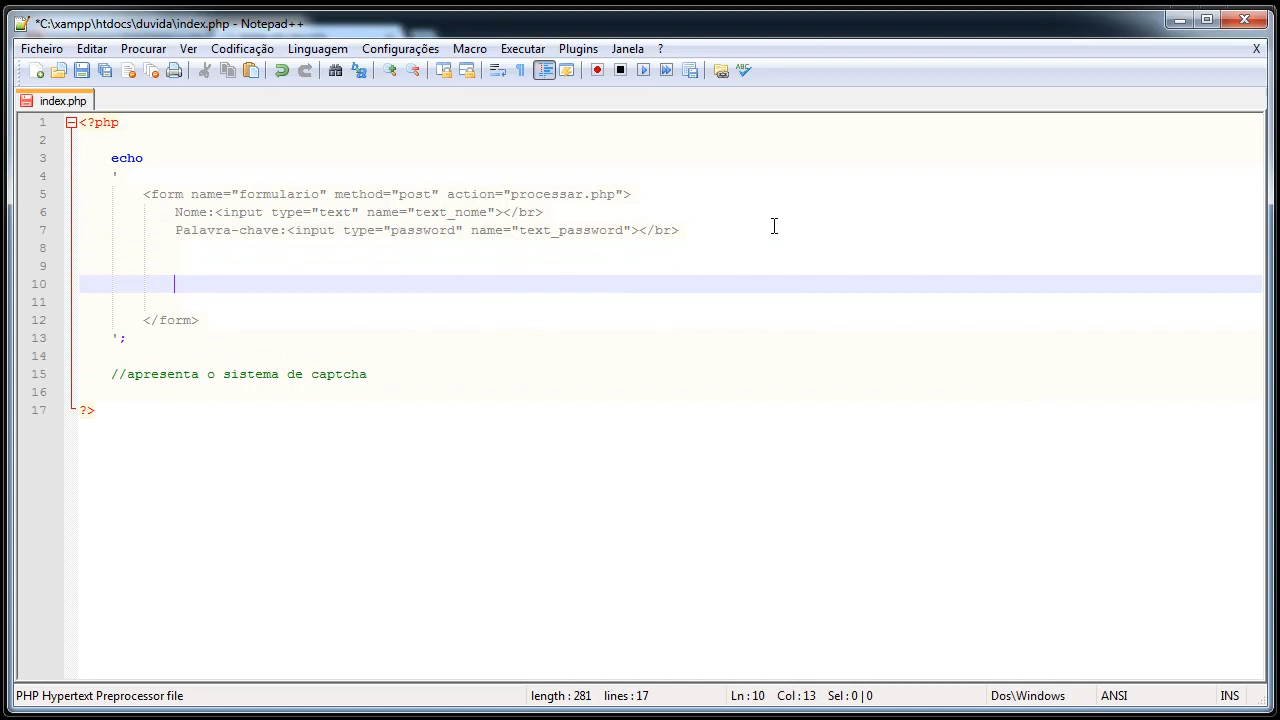 *C:\xampp\htdocs\duvida\index.php - Notepad++
Ficheiro Editar Procurar Ver Codificação Linguagem Configurações Macro Executar Plugins Janela ? X
index.php
1 <?php
2
3 echo
4 '
5 <form name="formulario" method="post" action="processar.php">
6 Nome:<input type="text" name="text_nome"></br>
7 Palavra-chave:<input type="password" name="text_password"></br>
8
9
10
11
12 </form>
13 ';
14
15 //apresenta o sistema de captcha
16
17 ?>
PHP Hypertext Preprocessor file length : 281 lines : 17 Ln : 10 Col : 13 Sel : 0 | 0 Dos\Windows ANSI INS